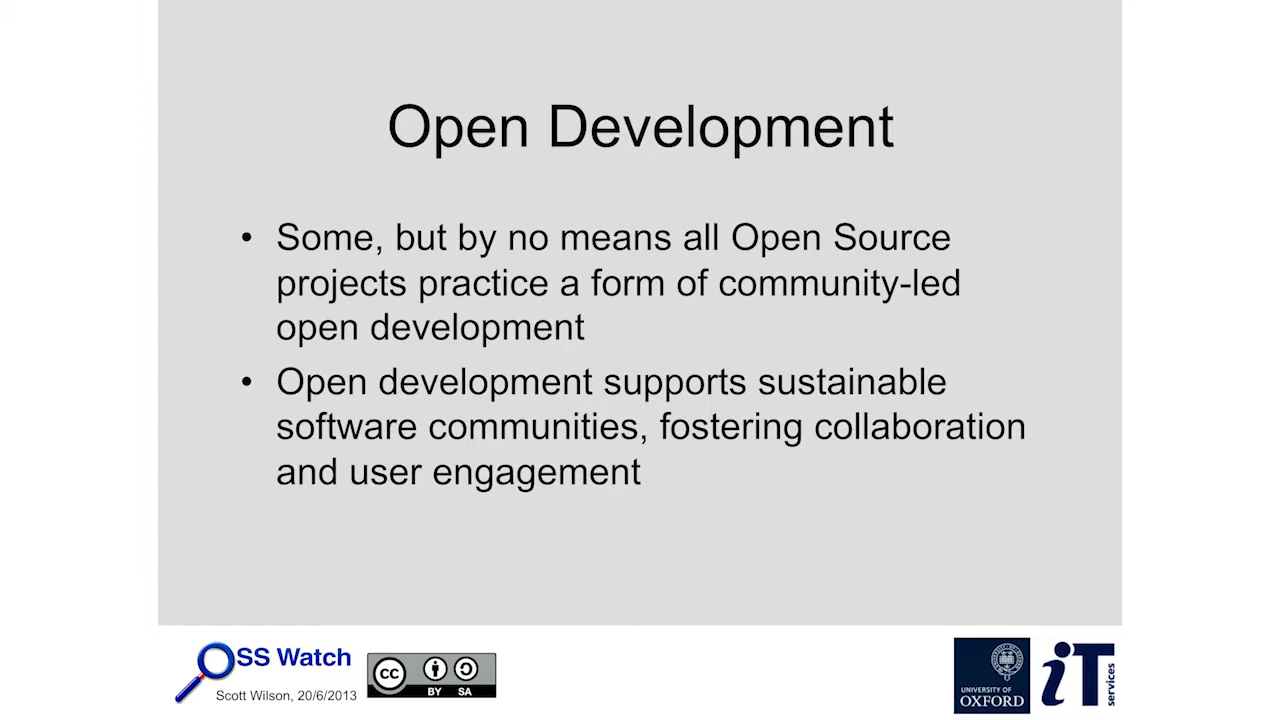 Open Development
• Some, but by no means all Open Source
projects practice a form of community-led
open development
• Open development supports sustainable
software communities, fostering collaboration
and user engagement
OSS Watch
Scott Wilson, 20/6/2013
CC
BY SA
UNIVERSITY OF
OXFORD
iT
services